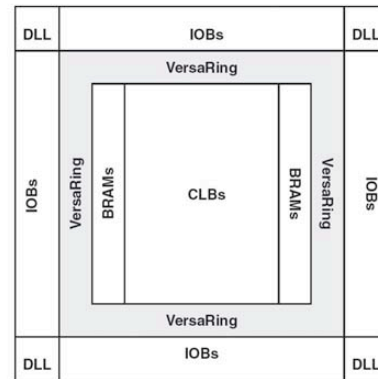 DLL IOBs DLL
VersaRing
IOBs VersaRing BRAMs CLBs BRAMs VersaRing IOBs
VersaRing
DLL IOBs DLL